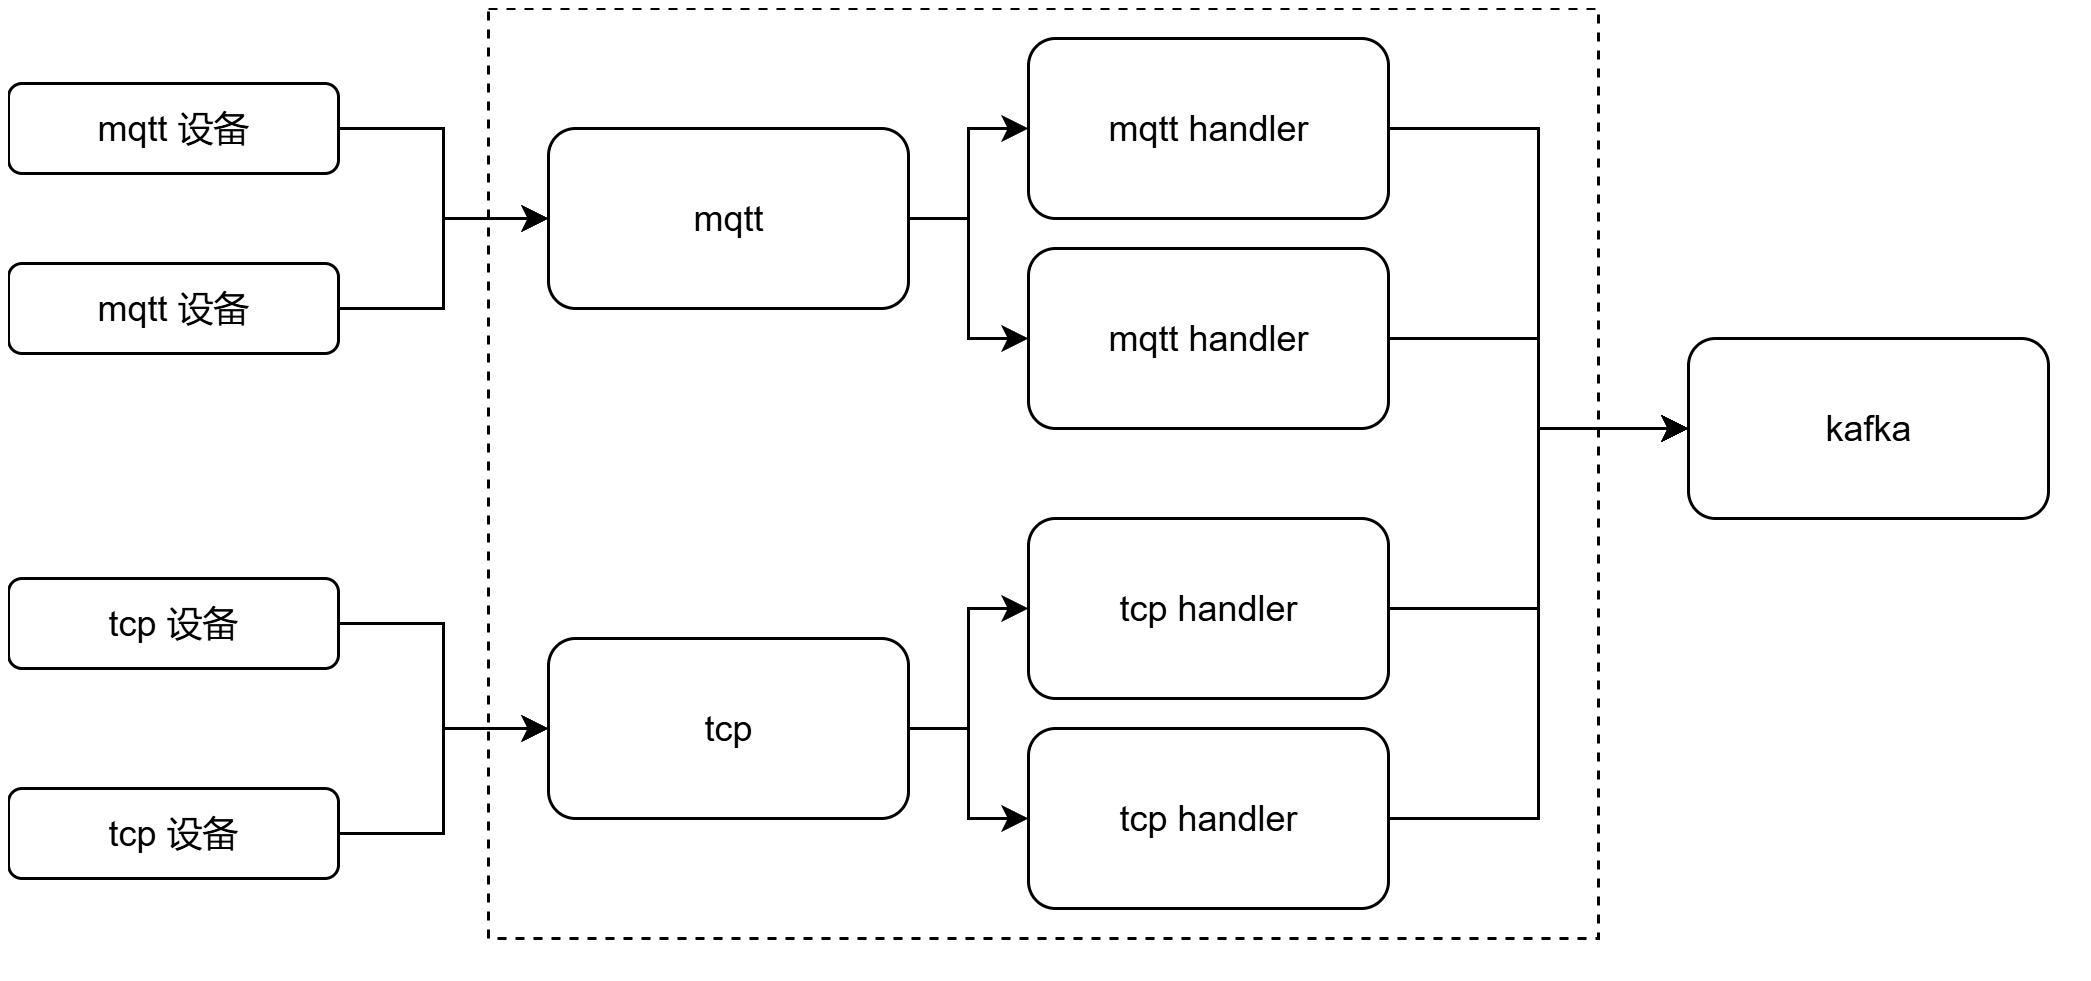 mqtt 设备
mqtt 设备
tcp 设备
tcp 设备
mqtt
tcp
mqtt handler
mqtt handler
tcp handler
tcp handler
kafka